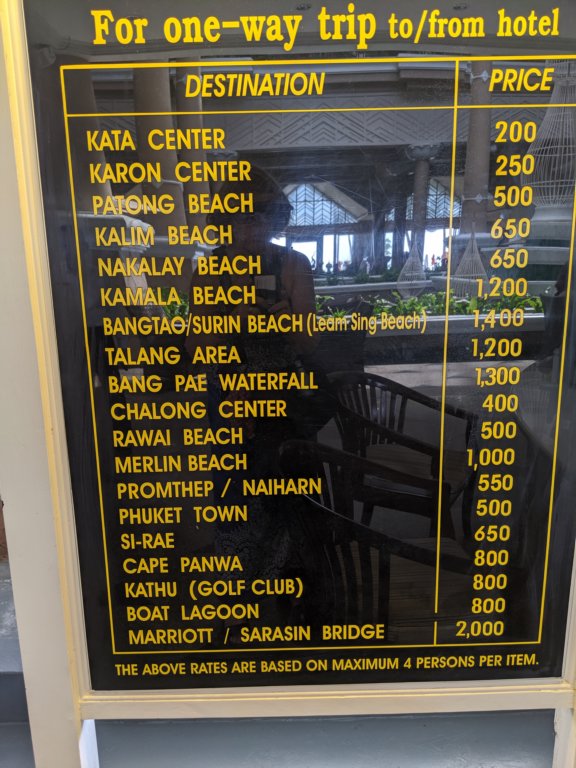 For one-way trip to/from hotel
DESTINATION PRICE
KATA CENTER 200
KARON CENTER 250
PATONG BEACH 500
KALIM BEACH 650
NAKALAY BEACH 650
KAMALA BEACH 1,200
BANGTAO/SURIN BEACH (Leam Sing Beach) 1,400
TALANG AREA 1,200
BANG PAE WATERFALL 1,300
CHALONG CENTER 400
RAWAI BEACH 500
MERLIN BEACH 1,000
PROMTHEP / NAIHARN 550
PHUKET TOWN 500
SI-RAE 650
CAPE PANWA 800
KATHU (GOLF CLUB) 800
BOAT LAGOON 800
MARRIOTT / SARASIN BRIDGE 2,000
THE ABOVE RATES ARE BASED ON MAXIMUM 4 PERSONS PER ITEM.